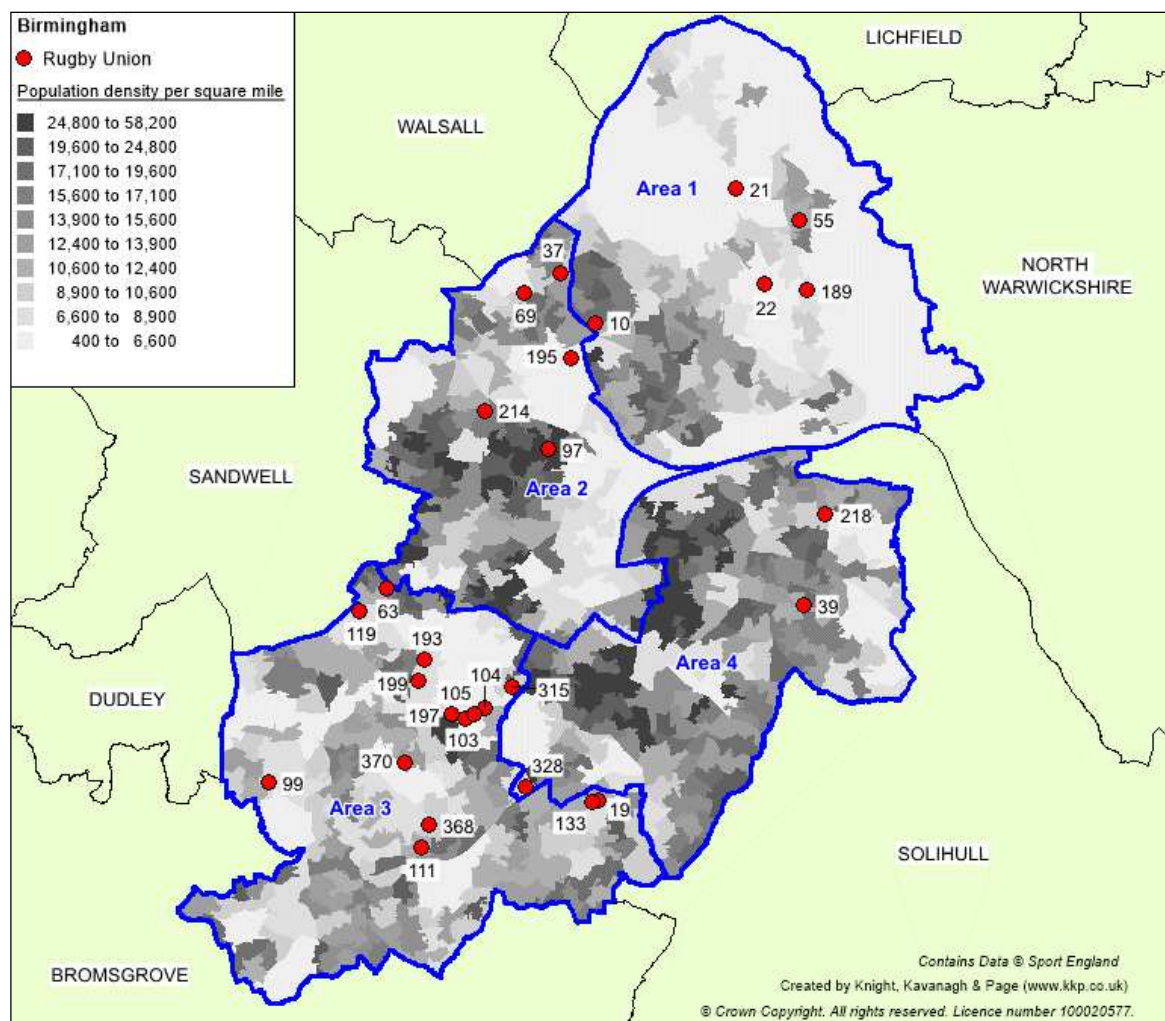 Birmingham
Rugby Union
Population density per square mile
24,800 to 58,200
19,600 to 24,800
17,100 to 19,600
15,600 to 17,100
13,900 to 15,600
12,400 to 13,900
10,600 to 12,400
8,900 to 10,600
6,600 to 8,900
400 to 6,600
LICHFIELD
WALSALL
Area 1
21
55
37
NORTH
WARWICKSHIRE
69
22
189
10
195
214
97
SANDWELL
Area 2
218
63
39
119
193
104
Area 4
199
105
315
DUDLEY
197
103
370
328
99
Area 3
19
133
368
111
SOLIHULL
BROMSGROVE
Contains Data © Sport England
Created by Knight, Kavanagh & Page (www.kkp.co.uk)
© Crown Copyright. All rights reserved. Licence number 100020577.